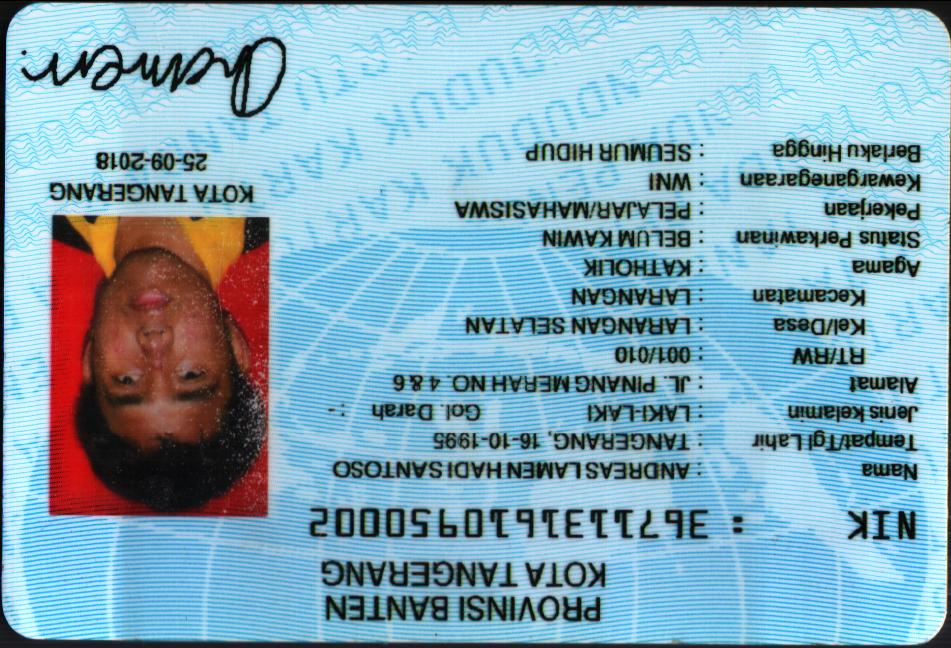 PROVINSI BANTEN
KOTA TANGERANG
NIK : 3671131610950002
Nama : ANDREAS LAMEN HADI SANTOSO
Tempat/Tgl Lahir : TANGERANG, 16-10-1995
Jenis kelamin : LAKI-LAKI Gol. Darah : -
Alamat : JL. PINANG MERAH NO. 4 & 6
RT/RW : 001/010
Kel/Desa : LARANGAN SELATAN
Kecamatan : LARANGAN
Agama : KATHOLIK
Status Perkawinan : BELUM KAWIN
Pekerjaan : PELAJAR/MAHASISWA
Kewarganegaraan : WNI
Berlaku Hingga : SEUMUR HIDUP
KOTA TANGERANG
25-09-2018